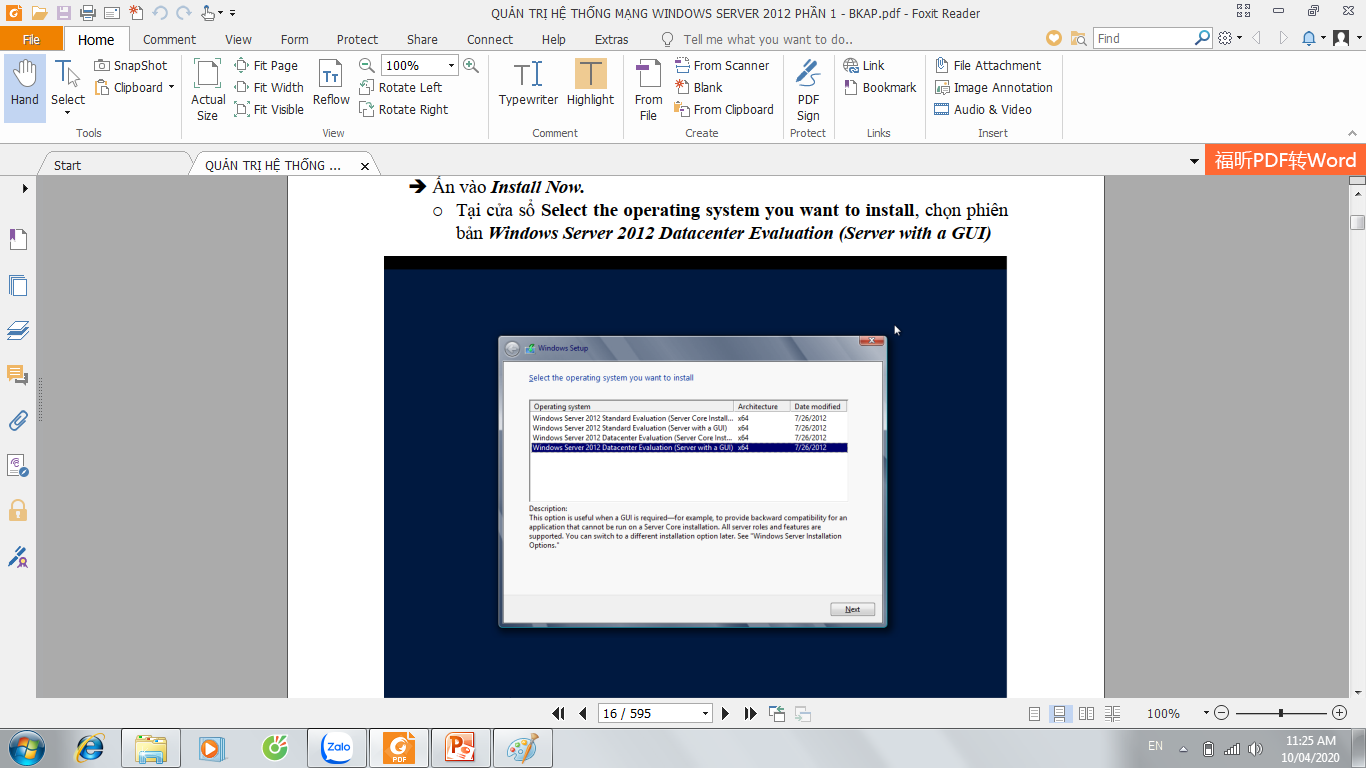 QUẢN TRỊ HỆ THỐNG MẠNG WINDOWS SERVER 2012 PHẦN 1 - BKAP.pdf - Foxit Reader
File Home Comment View Form Protect Share Connect Help Extras Tell me what you want to do.. Find
Hand
Select
SnapShot
Clipboard
Tools
Actual
Size
Fit Page
Fit Width
Fit Visible
Reflow
100%
Rotate Left
Rotate Right
View
Typewriter
Highlight
Comment
From
File
From Scanner
Blank
From Clipboard
Create
PDF
Sign
Protect
Link
Bookmark
Links
File Attachment
Image Annotation
Audio & Video
Insert
Start
QUẢN TRỊ HỆ THỐNG ...
福昕PDF转Word
➔ Ấn vào Install Now.
o Tại cửa sổ Select the operating system you want to install, chọn phiên
bản Windows Server 2012 Datacenter Evaluation (Server with a GUI)
Windows Setup
Select the operating system you want to install
Operating system Architecture Date modified
Windows Server 2012 Standard Evaluation (Server Core Install... x64 7/26/2012
Windows Server 2012 Standard Evaluation (Server with a GUI) x64 7/26/2012
Windows Server 2012 Datacenter Evaluation (Server Core Inst... x64 7/26/2012
Windows Server 2012 Datacenter Evaluation (Server with a GUI) x64 7/26/2012
Description:
This option is useful when a GUI is required—for example, to provide backward compatibility for an
application that cannot be run on a Server Core installation. All server roles and features are
supported. You can switch to a different installation option later. See "Windows Server Installation
Options."
Next
16 / 595
100%
Zalo
PDF
EN
11:25 AM
10/04/2020